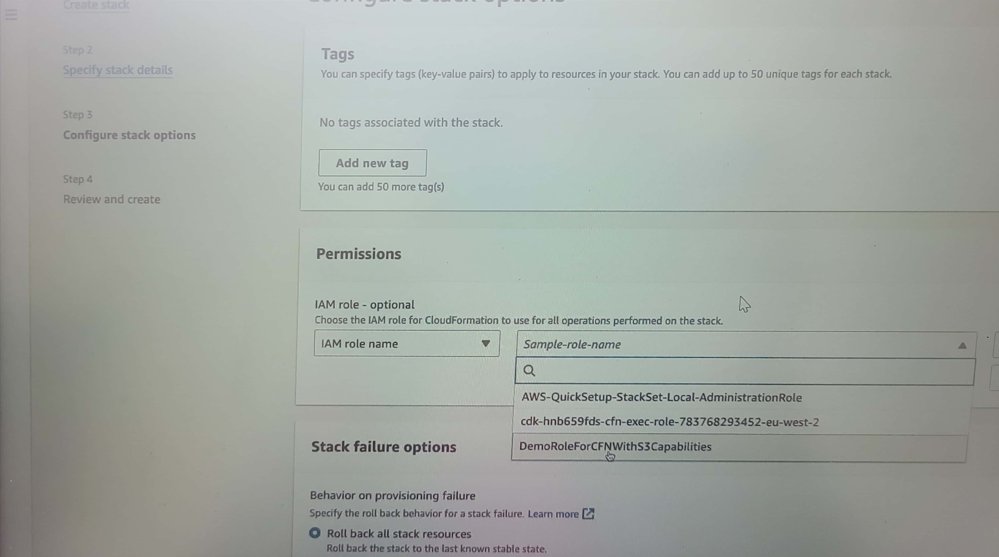 Create stack
Step 2
Specify stack details
Step 3
Configure stack options
Step 4
Review and create
Configure stack options
Tags
You can specify tags (key-value pairs) to apply to resources in your stack. You can add up to 50 unique tags for each stack.
No tags associated with the stack.
Add new tag
You can add 50 more tag(s)
Permissions
IAM role - optional
Choose the IAM role for CloudFormation to use for all operations performed on the stack.
IAM role name
Sample-role-name
AWS-QuickSetup-StackSet-Local-AdministrationRole
cdk-hnb659fds-cfn-exec-role-783768293452-eu-west-2
DemoRoleForCFNWithS3Capabilities
Stack failure options
Behavior on provisioning failure
Specify the roll back behavior for a stack failure. Learn more
Roll back all stack resources
Roll back the stack to the last known stable state.